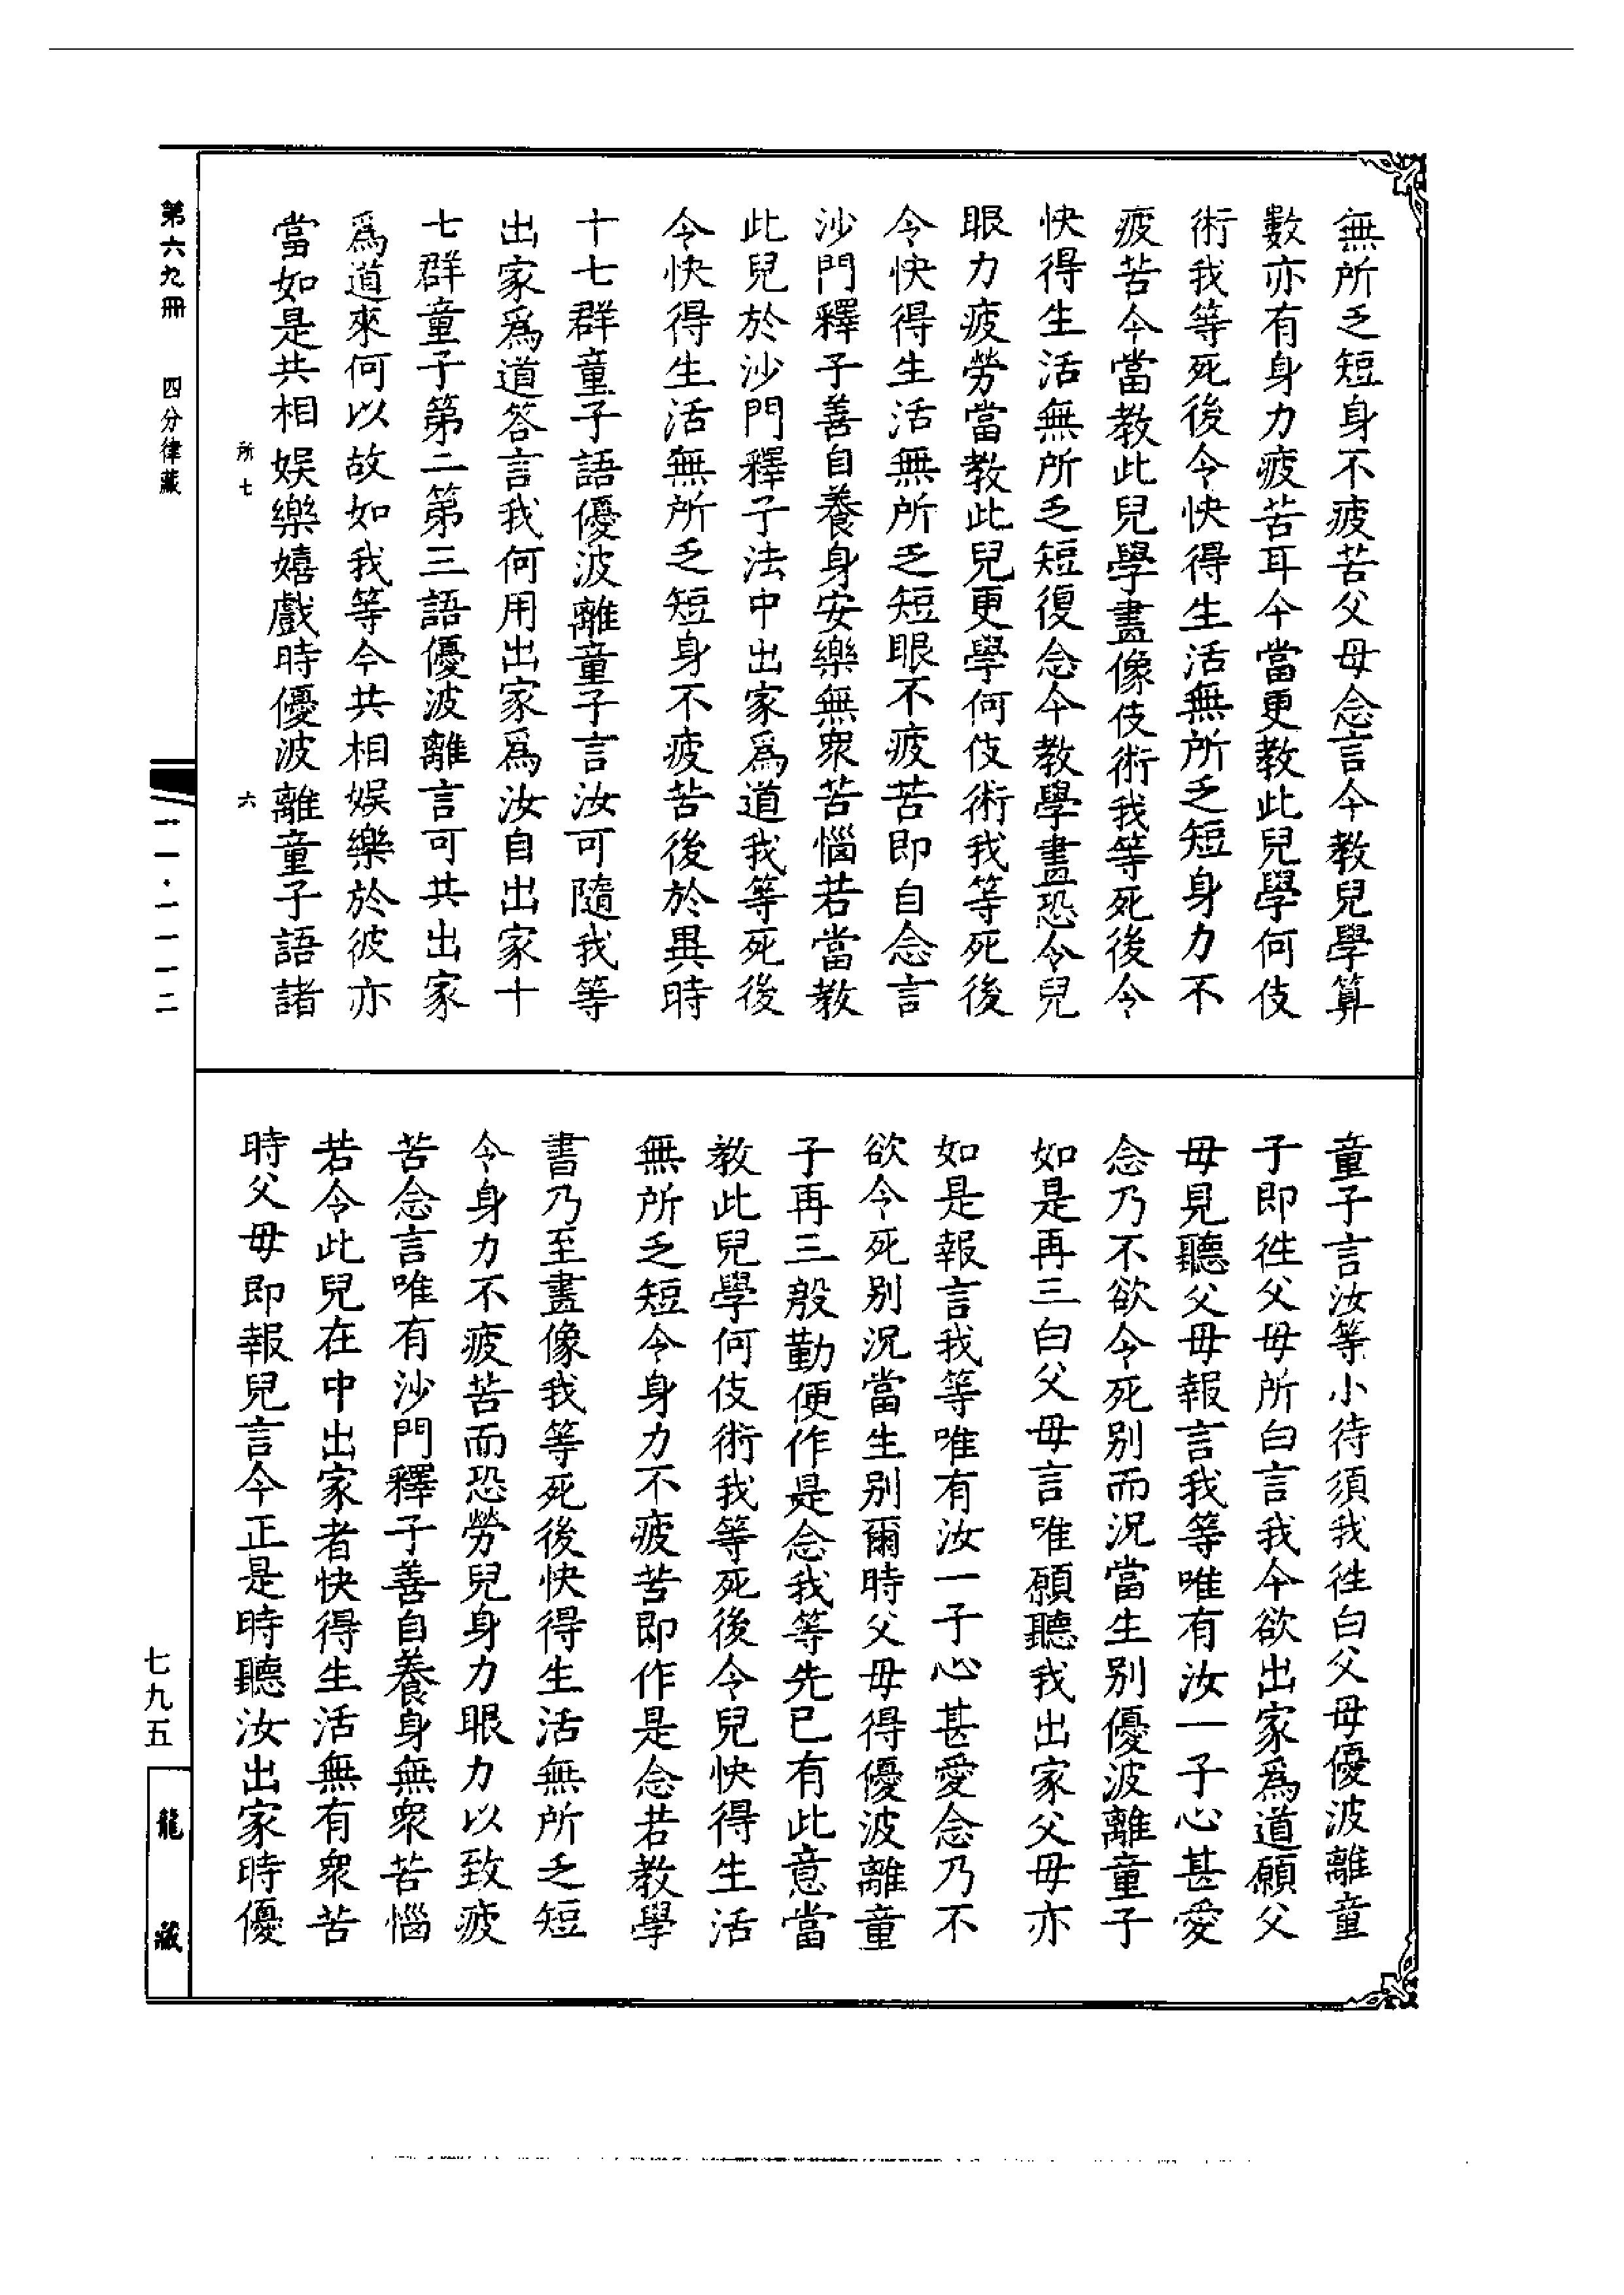 無所乏短身不疲苦父母念言今教兒學算
數亦有身力疲苦耳今當更教此兒學何伎
術我等死後令快得生活無所乏短身力不
疲苦今當教此兒學畫像伎術我等死後令
快得生活無所乏短復念今教學畫恐令兒
眼力疲勞當教此兒更學何伎術我等死後
令快得生活無所乏短眼不疲苦即自念言
沙門釋子善自養身安樂無衆苦惱若當教
此兒於沙門釋子法中出家爲道我等死後
令快得生活無所乏短身不疲苦後於異時
十七群童子語優波離童子言汝可隨我等
出家爲道答言我何用出家爲汝自出家十
七群童子第二第三語優波離言可共出家
爲道來何以故如我等今共相娛樂於彼亦
當如是共相娛樂嬉戲時優波離童子語諸
所七 六
童子言汝等小待須我徃白父母優波離童
子即徃父母所白言我今欲出家爲道願父
母見聽父母報言我等唯有汝一子心甚愛
念乃不欲令死別而況當生別優波離童子
如是再三白父母言唯願聽我出家父母亦
如是報言我等唯有汝一子心甚愛念乃不
欲令死別況當生別爾時父母得優波離童
子再三慇勤便作是念我等先已有此意當
教此兒學何伎術我等死後令兒快得生活
無所乏短令身力不疲苦即作是念若教學
書乃至畫像我等死後快得生活無所乏短
令身力不疲苦而恐勞兒身力眼力以致疲
苦念言唯有沙門釋子善自養身無衆苦惱
若令此兒在中出家者快得生活無有衆苦
時父母即報兒言今正是時聽汝出家時優
第六九冊 四分律藏
一一·一一一二
七九五
龍藏